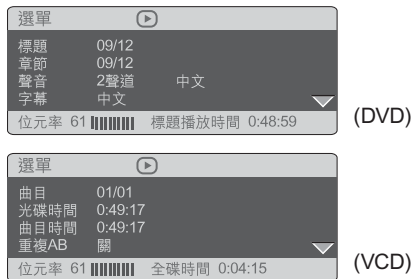 選單
標題 09/12
章節 09/12
聲音 2聲道 中文
字幕 中文
位元率 61 標題播放時間 0:48:59
(DVD)
選單
曲目 01/01
光碟時間 0:49:17
曲目時間 0:49:17
重複AB 關
位元率 61 全碟時間 0:04:15
(VCD)